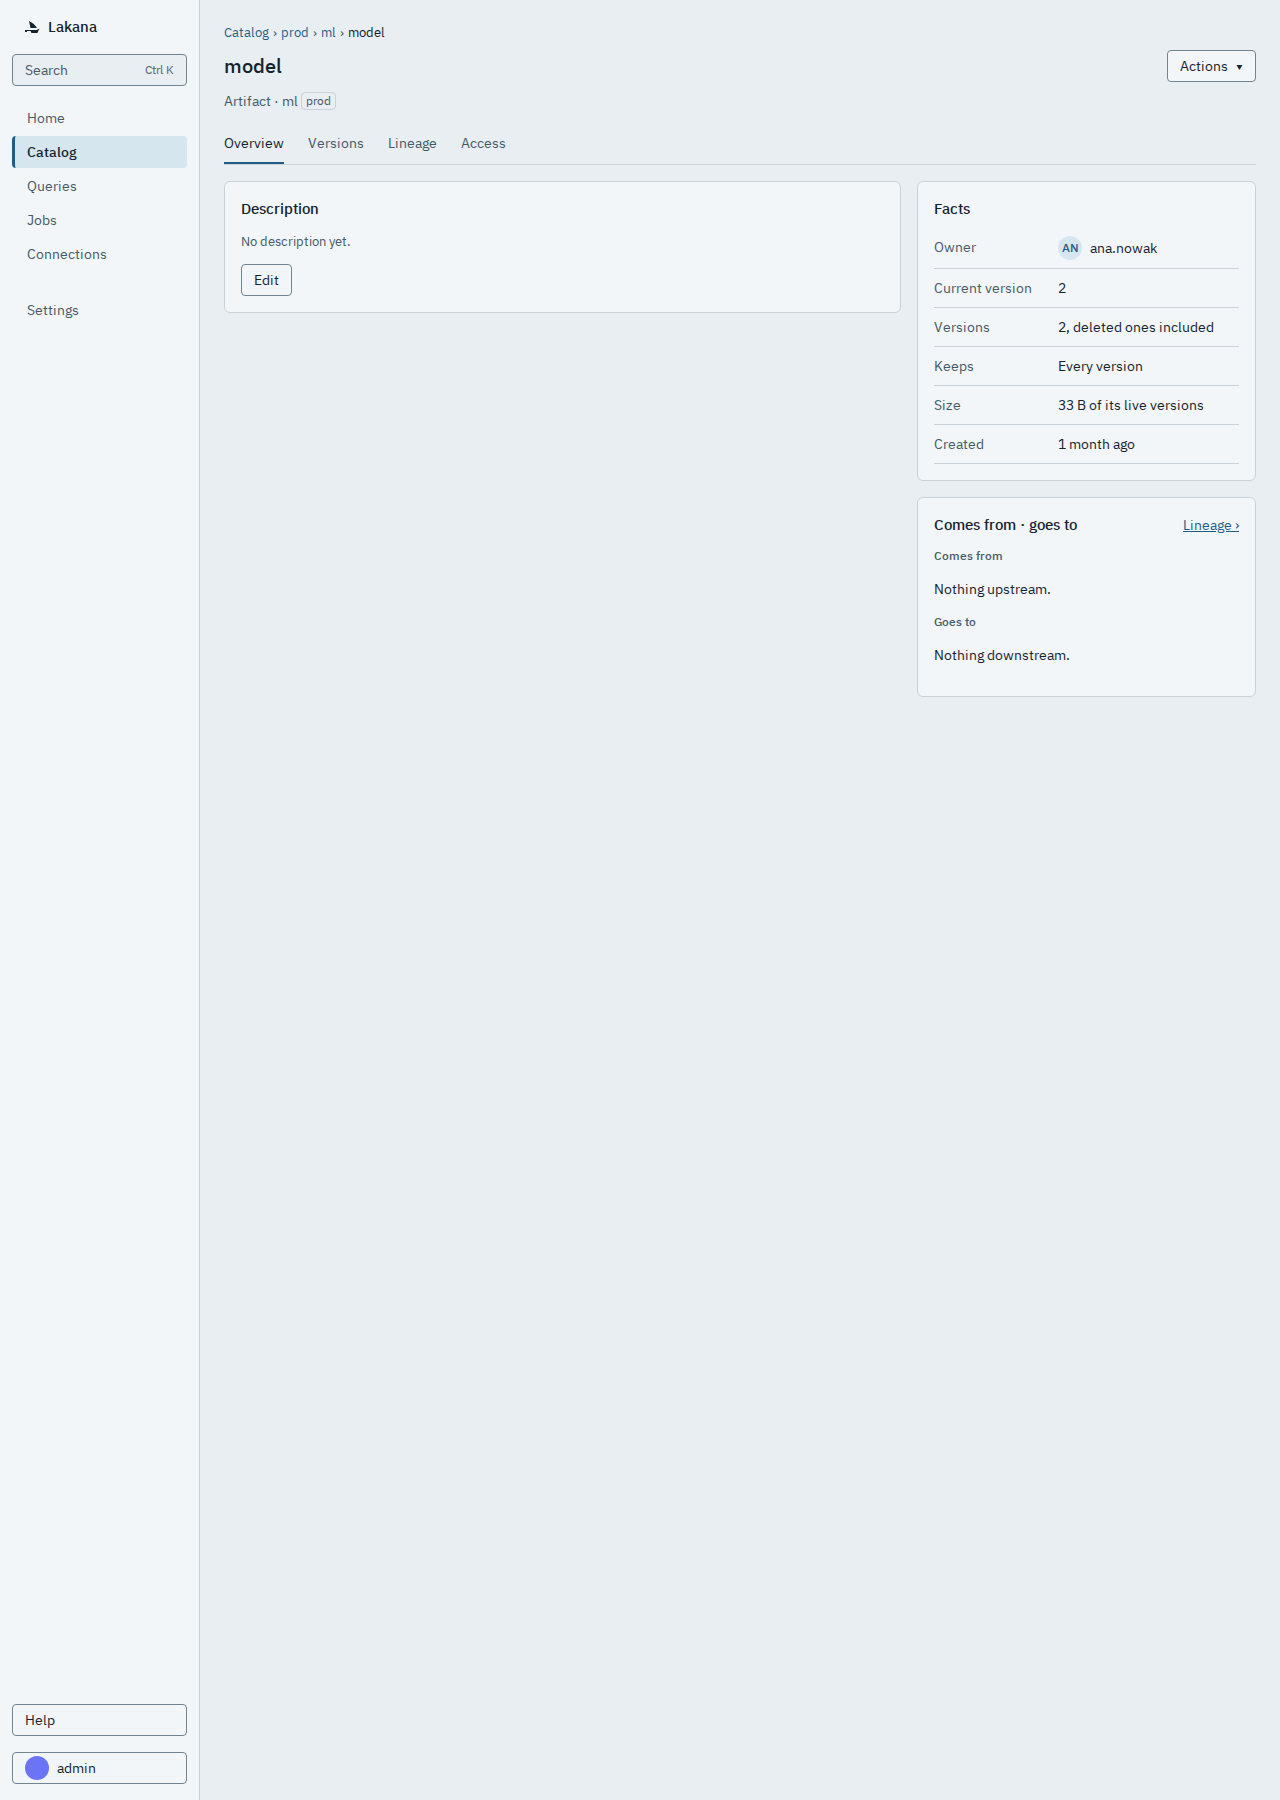 Lakana
Search Ctrl K
Home
Catalog
Queries
Jobs
Connections
Settings
Help
admin
Catalog › prod › ml › model
model
Actions ▾
Artifact · ml prod
Overview Versions Lineage Access
Description
No description yet.
Edit
Facts
Owner AN ana.nowak
Current version 2
Versions 2, deleted ones included
Keeps Every version
Size 33 B of its live versions
Created 1 month ago
Comes from · goes to Lineage ›
Comes from
Nothing upstream.
Goes to
Nothing downstream.